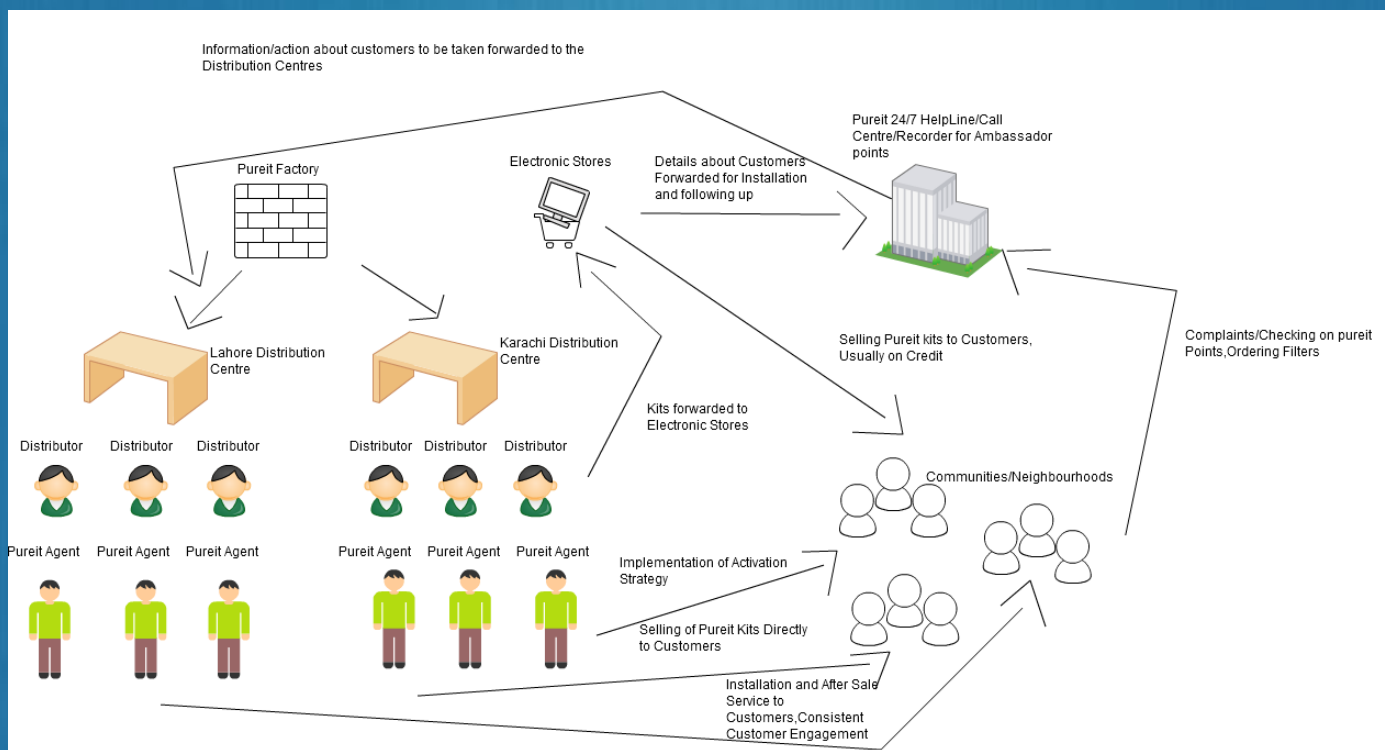 Information/action about customers to be taken forwarded to the
Distribution Centres
Pureit 24/7 HelpLine/Call
Centre/Recorder for Ambassador
points
Pureit Factory
Electronic Stores
Details about Customers
Forwarded for Installation
and following up
Lahore Distribution
Centre
Karachi Distribution
Centre
Selling Pureit kits to Customers,
Usually on Credit
Complaints/Checking on pureit
Points,Ordering Filters
Kits forwarded to
Electronic Stores
Distributor
Distributor
Distributor
Distributor
Distributor
Distributor
Communities/Neighbourhoods
Pureit Agent
Pureit Agent
Pureit Agent
Pureit Agent
Pureit Agent
Pureit Agent
Implementation of Activation
Strategy
Selling of Pureit Kits Directly
to Customers
Installation and After Sale
Service to
Customers,Consistent
Customer Engagement